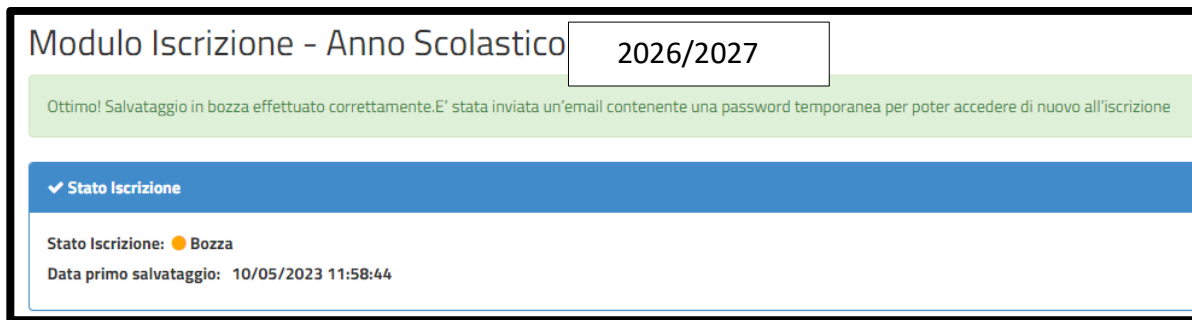 Modulo Iscrizione - Anno Scolastico 2026/2027
Ottimo! Salvataggio in bozza effettuato correttamente.E' stata inviata un'email contenente una password temporanea per poter accedere di nuovo all'iscrizione
Stato Iscrizione
Stato Iscrizione: Bozza
Data primo salvataggio: 10/05/2023 11:58:44